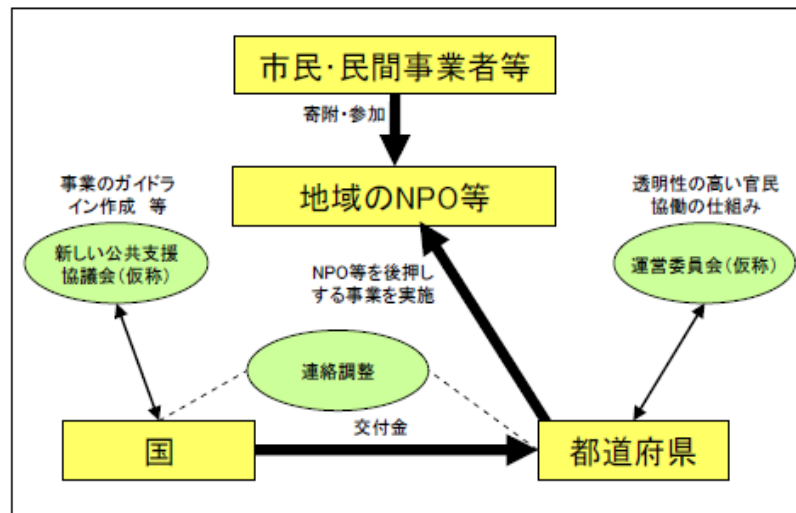 市民・民間事業者等
寄附・参加
地域のNPO等
事業のガイドラ
イン作成　等
新しい公共支援
協議会(仮称)
透明性の高い官民
協働の仕組み
運営委員会(仮称)
NPO等を後押し
する事業を実施
連絡調整
交付金
国
都道府県